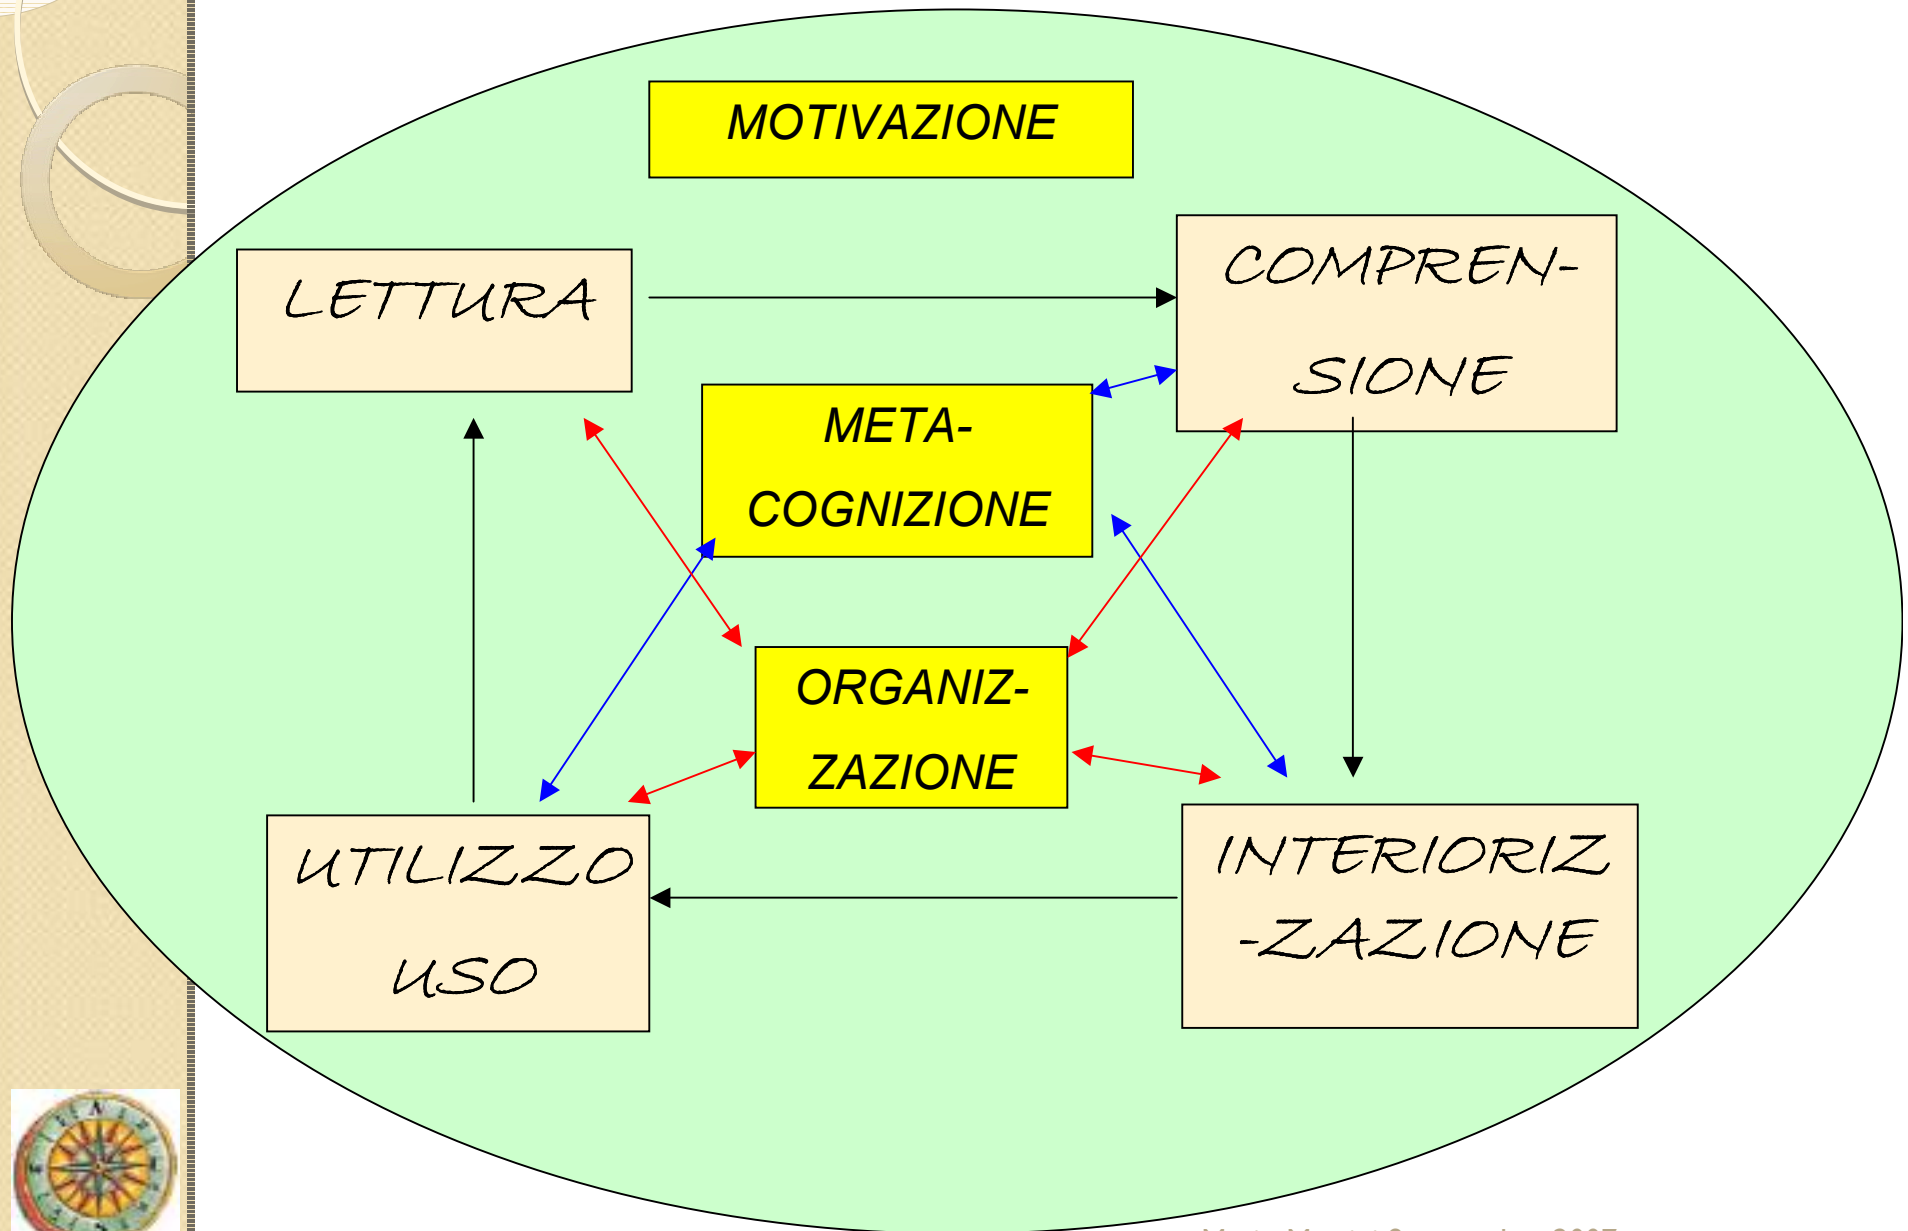 MOTIVAZIONE
LETTURA
COMPREN-
SIONE
META-
COGNIZIONE
ORGANIZ-
ZAZIONE
UTILIZZO
USO
INTERIORIZ
-ZAZIONE